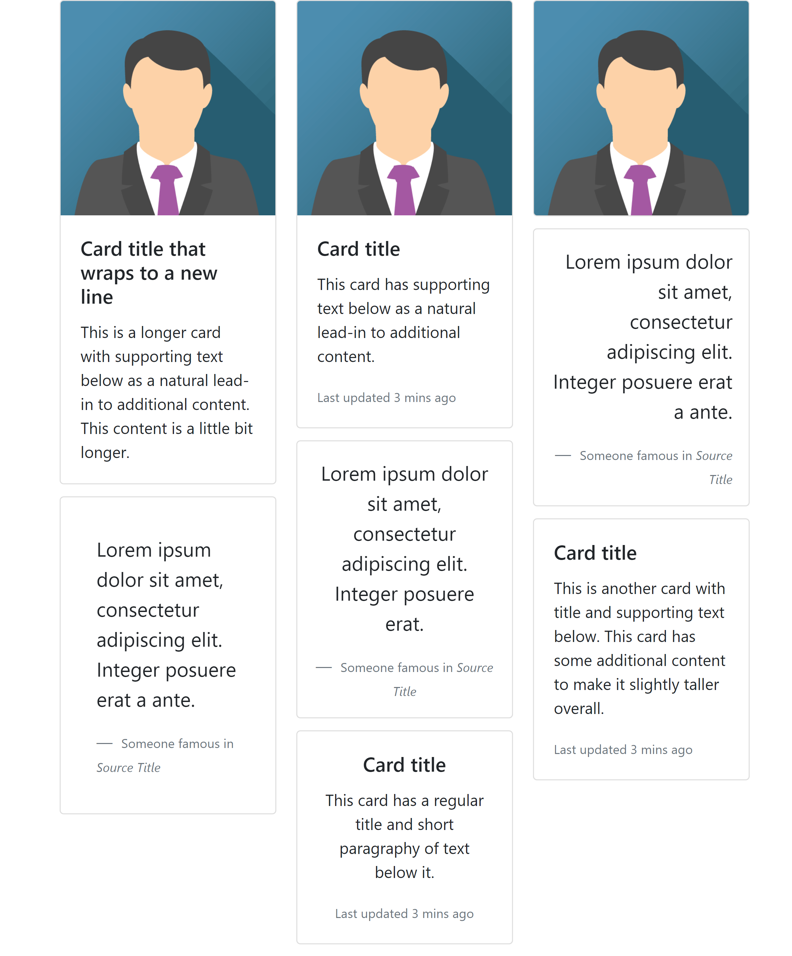 Card title that
wraps to a new
line
This is a longer card
with supporting text
below as a natural lead-
in to additional content.
This content is a little bit
longer.
Lorem ipsum
dolor sit amet,
consectetur
adipiscing elit.
Integer posuere
erat a ante.
— Someone famous in
Source Title
Card title
This card has supporting
text below as a natural
lead-in to additional
content.
Last updated 3 mins ago
Lorem ipsum dolor
sit amet,
consectetur
adipiscing elit.
Integer posuere
erat.
— Someone famous in Source
Title
Card title
This card has a regular
title and short
paragraphy of text
below it.
Last updated 3 mins ago
Lorem ipsum dolor
sit amet,
consectetur
adipiscing elit.
Integer posuere erat
a ante.
— Someone famous in Source
Title
Card title
This is another card with
title and supporting text
below. This card has
some additional content
to make it slightly taller
overall.
Last updated 3 mins ago